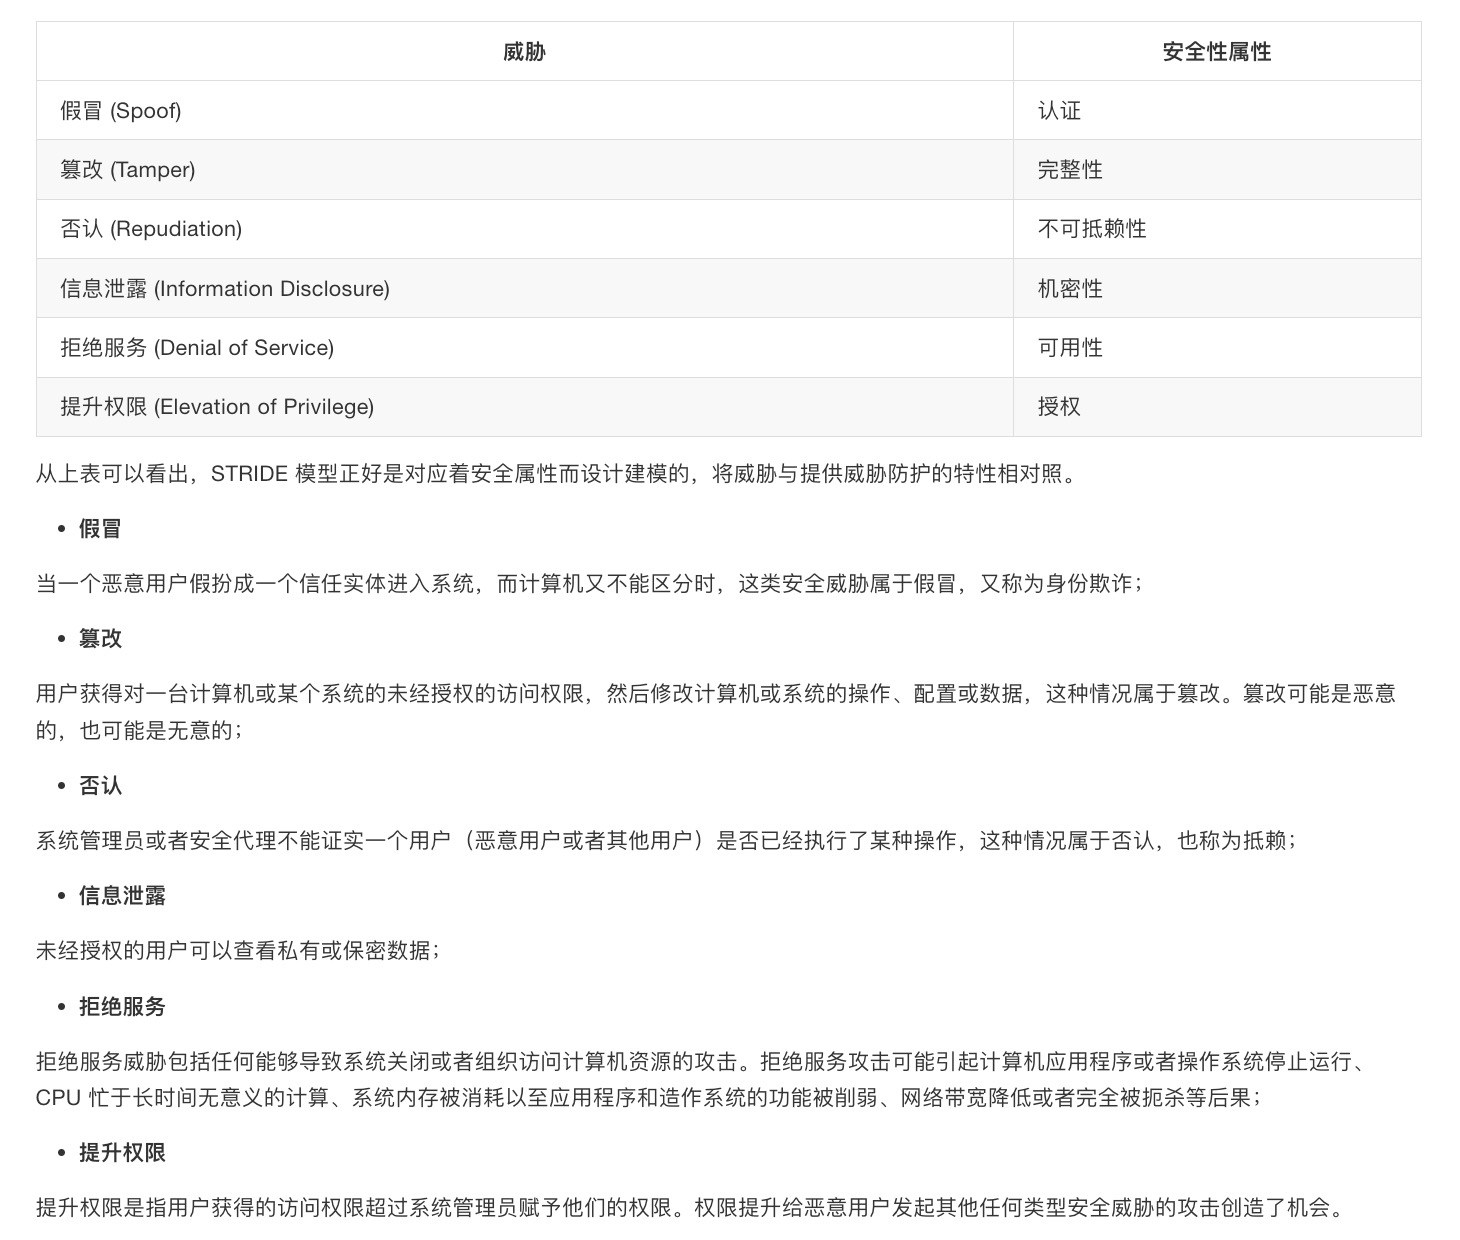 威胁 安全性属性
假冒 (Spoof) 认证
篡改 (Tamper) 完整性
否认 (Repudiation) 不可抵赖性
信息泄露 (Information Disclosure) 机密性
拒绝服务 (Denial of Service) 可用性
提升权限 (Elevation of Privilege) 授权
从上表可以看出，STRIDE 模型正好是对应着安全属性而设计建模的，将威胁与提供威胁防护的特性相对照。
• 假冒
当一个恶意用户假扮成一个信任实体进入系统，而计算机又不能区分时，这类安全威胁属于假冒，又称为身份欺诈；
• 篡改
用户获得对一台计算机或某个系统的未经授权的访问权限，然后修改计算机或系统的操作、配置或数据，这种情况属于篡改。篡改可能是恶意
的，也可能是无意的；
• 否认
系统管理员或者安全代理不能证实一个用户（恶意用户或者其他用户）是否已经执行了某种操作，这种情况属于否认，也称为抵赖；
• 信息泄露
未经授权的用户可以查看私有或保密数据；
• 拒绝服务
拒绝服务威胁包括任何能够导致系统关闭或者组织访问计算机资源的攻击。拒绝服务攻击可能引起计算机应用程序或者操作系统停止运行、
CPU 忙于长时间无意义的计算、系统内存被消耗以至应用程序和造作系统的功能被削弱、网络带宽降低或者完全被扼杀等后果；
• 提升权限
提升权限是指用户获得的访问权限超过系统管理员赋予他们的权限。权限提升给恶意用户发起其他任何类型安全威胁的攻击创造了机会。